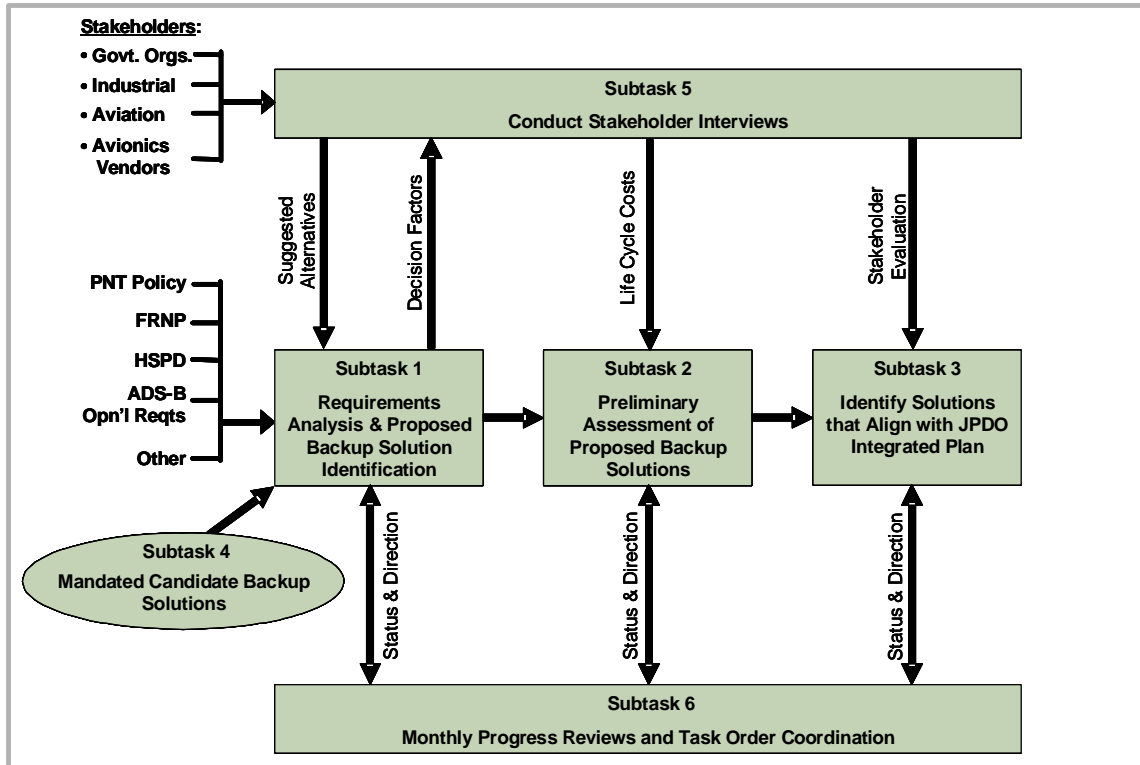 Stakeholders:
• Govt. Orgs.
• Industrial
• Aviation
• Avionics
Vendors
Subtask 5
Conduct Stakeholder Interviews
Suggested
Alternatives
Decision Factors
Life Cycle Costs
Stakeholder
Evaluation
PNT Policy
FRNP
HSPD
ADS-B
Opn'l Reqts
Other
Subtask 1
Requirements
Analysis & Proposed
Backup Solution
Identification
Subtask 2
Preliminary
Assessment of
Proposed Backup
Solutions
Subtask 3
Identify Solutions
that Align with JPDO
Integrated Plan
Subtask 4
Mandated Candidate Backup
Solutions
Status & Direction
Status & Direction
Status & Direction
Subtask 6
Monthly Progress Reviews and Task Order Coordination